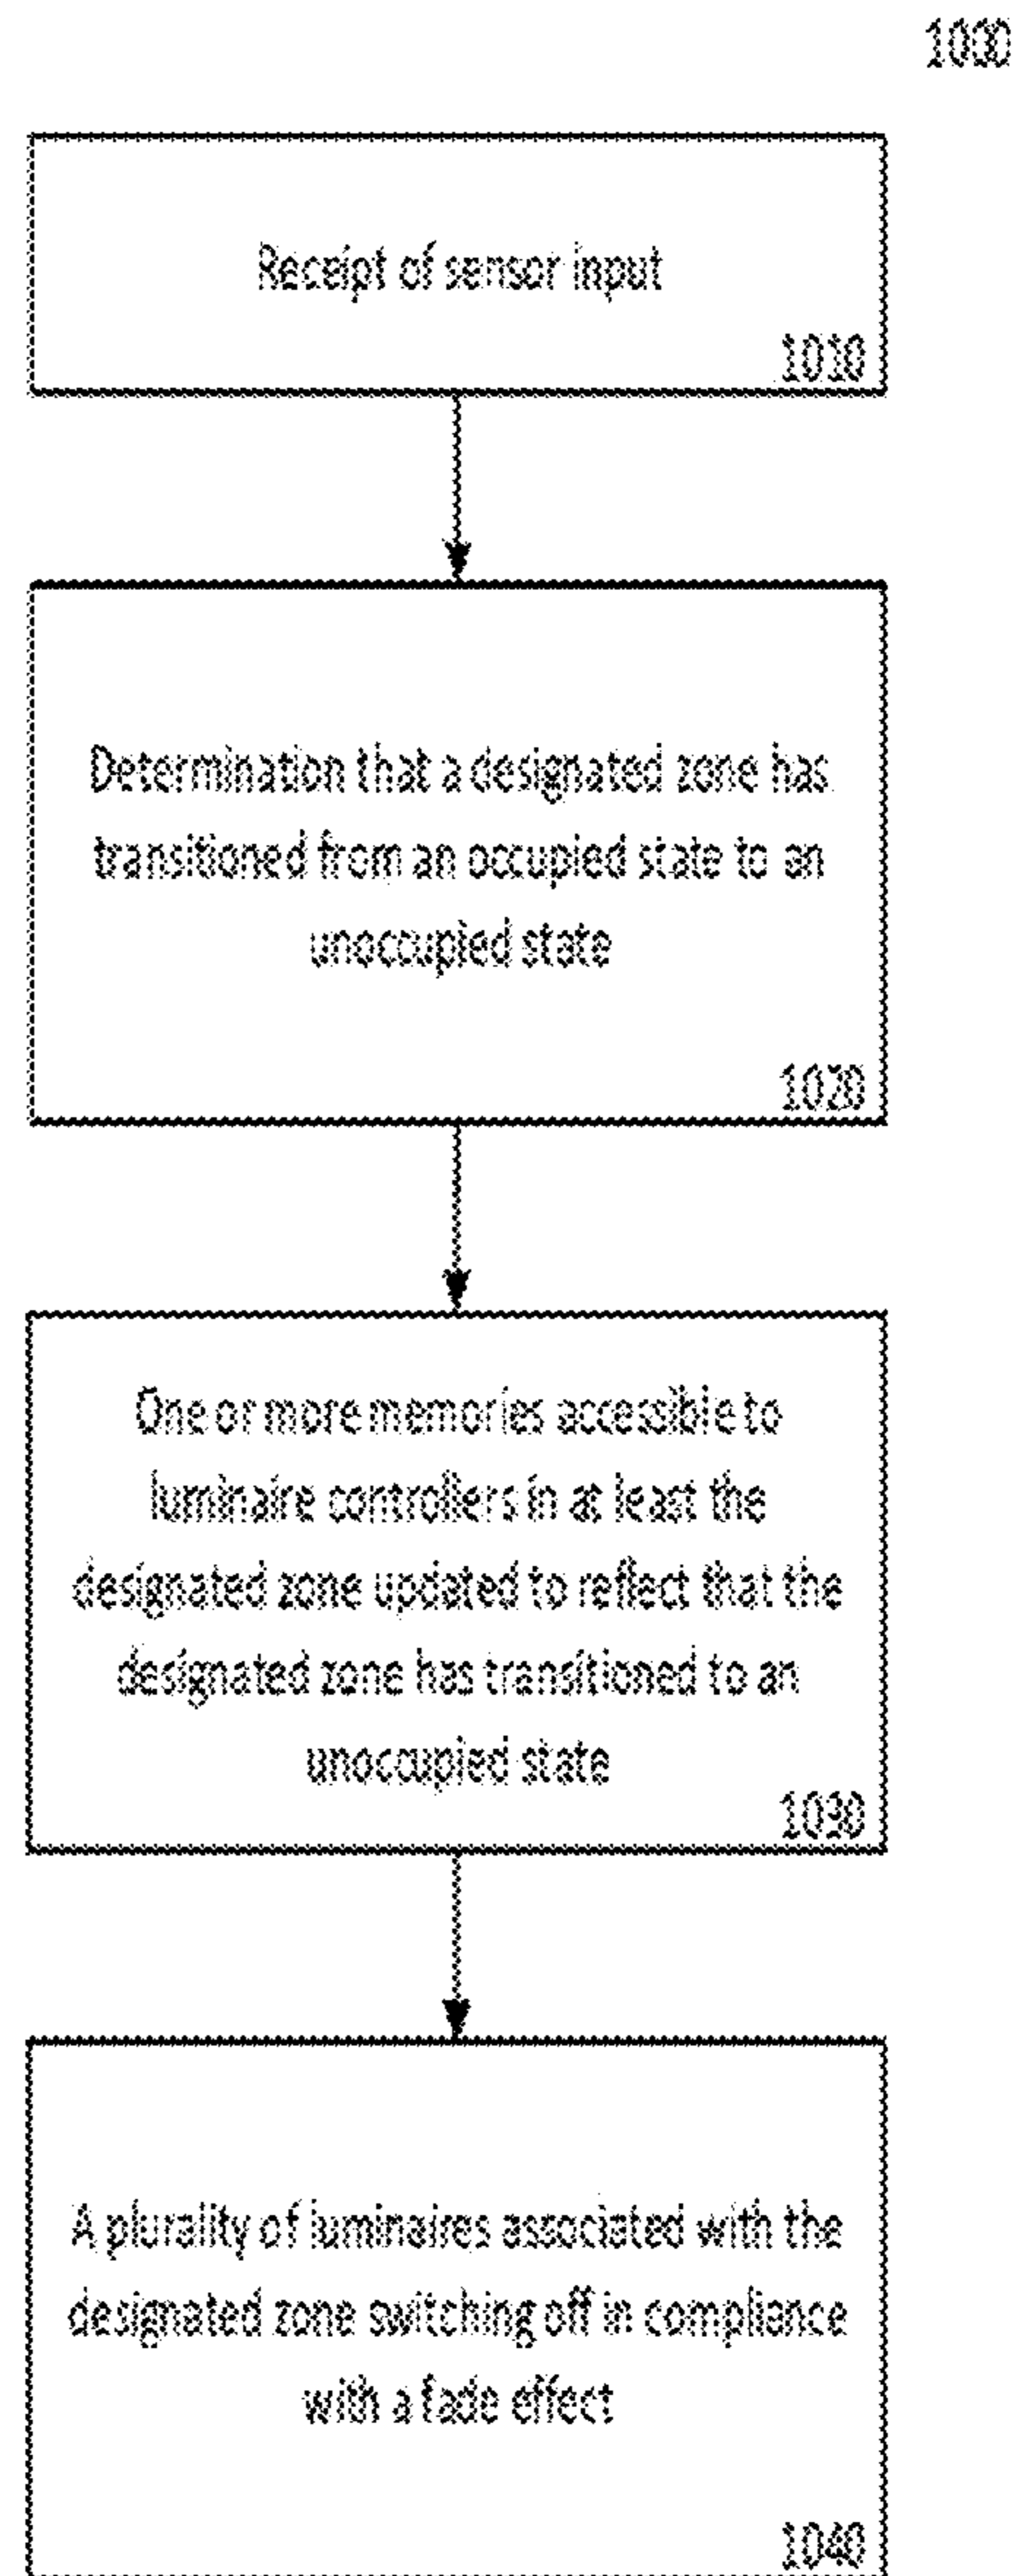 1000
Receipt of sensor input
1010
Determination that a designated zone has
transitioned from an occupied state to an
unoccupied state
1020
One or more memories accessible to
luminaire controllers in at least the
designated zone updated to reflect that the
designated zone has transitioned to an
unoccupied state
1030
A plurality of luminaires associated with the
designated zone switching off in compliance
with a fade effect
1040